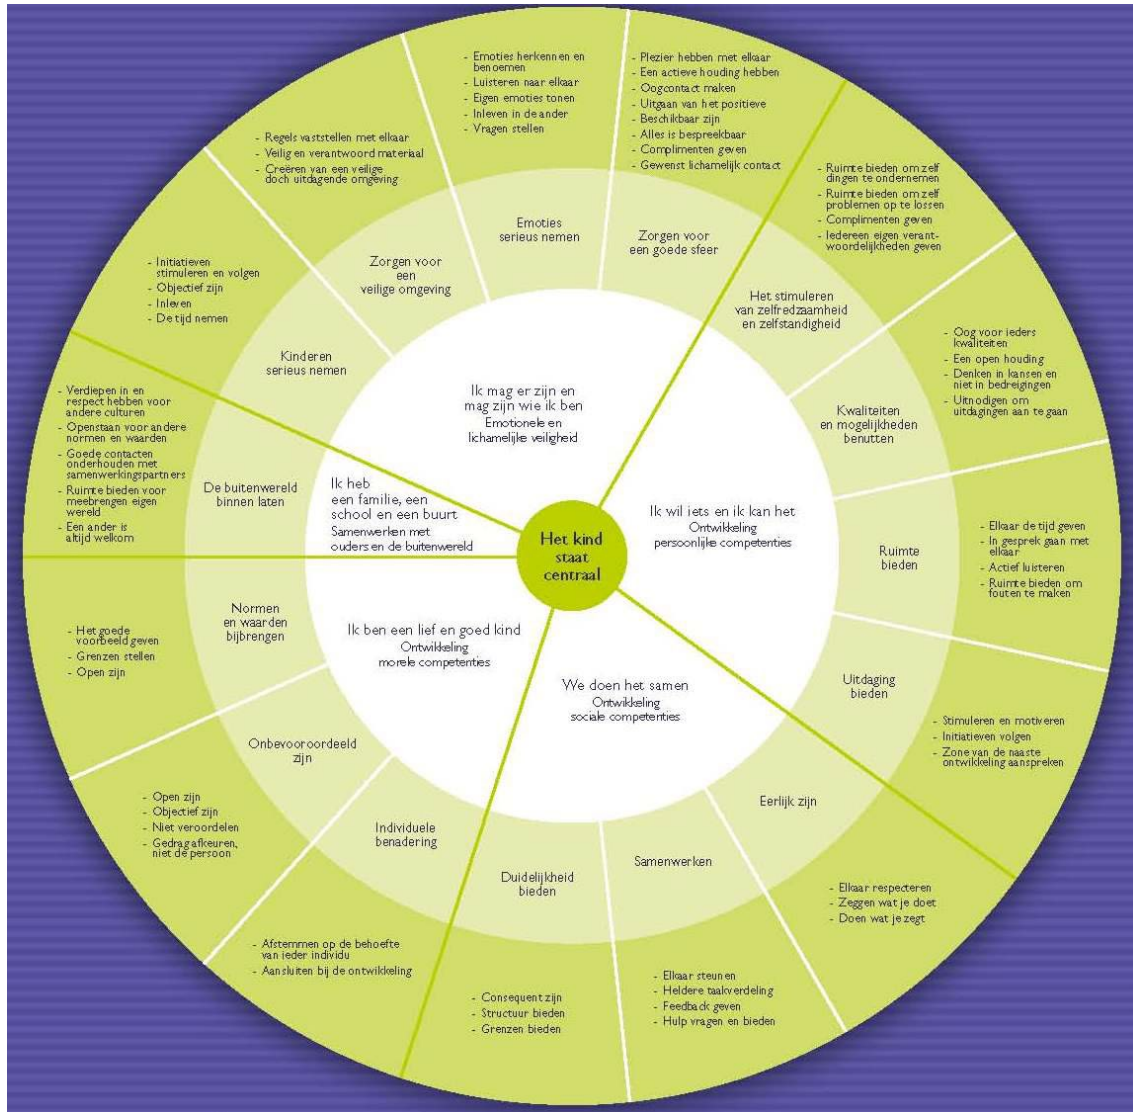 Het kind
staat
centraal
Ik mag er zijn en
mag zijn wie ik ben
Emotionele en
lichamelijke veiligheid
Kinderen
serieus nemen
- Initiatieven
stimuleren en volgen
- Objectief zijn
- Inleven
- De tijd nemen
Zorgen voor
een
veilige omgeving
- Regels vaststellen met elkaar
- Veilig en verantwoord materiaal
- Creëren van een veilige
doch uitdagende omgeving
Emoties
serieus nemen
- Emoties herkennen en
benoemen
- Luisteren naar elkaar
- Eigen emoties tonen
- Inleven in de ander
- Vragen stellen
Zorgen voor
een goede sfeer
- Plezier hebben met elkaar
- Een actieve houding hebben
- Oogcontact maken
- Uitgaan van het positieve
- Beschikbaar zijn
- Alles is bespreekbaar
- Complimenten geven
- Gewenst lichamelijk contact
Ik wil iets en ik kan het
Ontwikkeling
persoonlijke competenties
Het stimuleren
van zelfredzaamheid
en zelfstandigheid
- Ruimte bieden om zelf
dingen te ondernemen
- Ruimte bieden om zelf
problemen op te lossen
- Complimenten geven
- Iedereen eigen verant-
woordelijkheden geven
Kwaliteiten
en mogelijkheden
benutten
- Oog voor ieders
kwaliteiten
- Een open houding
- Denken in kansen en
niet in bedreigingen
- Uitnodigen om
uitdagingen aan te gaan
Ruimte
bieden
- Elkaar de tijd geven
- In gesprek gaan met
elkaar
- Actief luisteren
- Ruimte bieden om
fouten te maken
Uitdaging
bieden
- Stimuleren en motiveren
- Initiatieven volgen
- Zone van de naaste
ontwikkeling aanspreken
We doen het samen
Ontwikkeling
sociale competenties
Eerlijk zijn
- Elkaar respecteren
- Zeggen wat je doet
- Doen wat je zegt
Samenwerken
- Elkaar steunen
- Heldere taakverdeling
- Feedback geven
- Hulp vragen en bieden
Duidelijkheid
bieden
- Consequent zijn
- Structuur bieden
- Grenzen bieden
Ik ben een lief en goed kind
Ontwikkeling
morele competenties
Individuele
benadering
- Afstemmen op de behoefte
van ieder individu
- Aansluiten bij de ontwikkeling
Onbevooroordeeld
zijn
- Open zijn
- Objectief zijn
- Niet veroordelen
- Gedrag afkeuren,
niet de persoon
Normen
en waarden
bijbrengen
- Het goede
voorbeeld geven
- Grenzen stellen
- Open zijn
Ik heb
een familie, een
school en een buurt
Samenwerken met
ouders en de buitenwereld
De buitenwereld
binnen laten
- Verdiepen in en
respect hebben voor
andere culturen
- Openstaan voor andere
normen en waarden
- Goede contacten
onderhouden met
samenwerkingspartners
- Ruimte bieden voor
meebrengen eigen
wereld
- Een ander is
altijd welkom